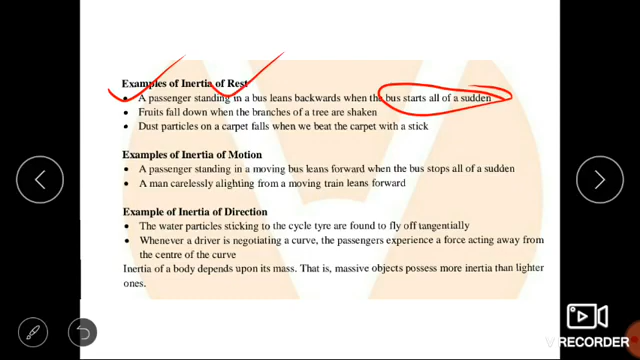 Examples of Inertia of Rest
• A passenger standing in a bus leans backwards when the bus starts all of a sudden
• Fruits fall down when the branches of a tree are shaken
• Dust particles on a carpet falls when we beat the carpet with a stick
Examples of Inertia of Motion
• A passenger standing in a moving bus leans forward when the bus stops all of a sudden
• A man carelessly alighting from a moving train leans forward
Example of Inertia of Direction
• The water particles sticking to the cycle tyre are found to fly off tangentially
• Whenever a driver is negotiating a curve, the passengers experience a force acting away from
the centre of the curve
Inertia of a body depends upon its mass. That is, massive objects possess more inertia than lighter
ones.
V RECORDER